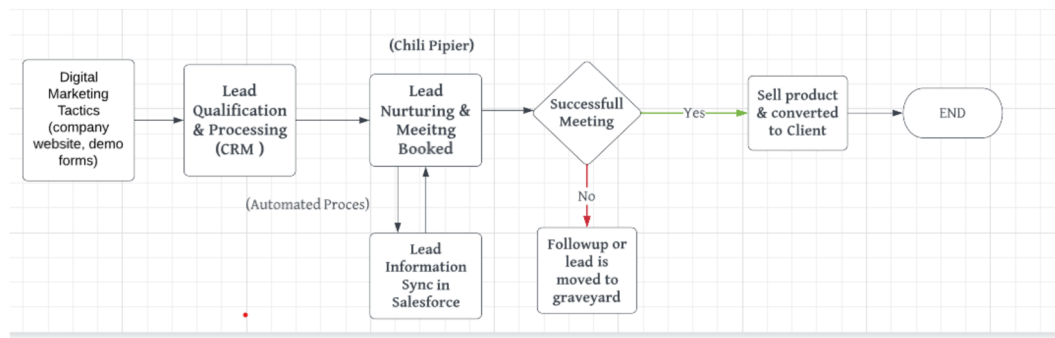 (Chili Pipier)
Digital
Marketing
Tactics
(company
website, demo
forms)
Lead
Qualification
& Processing
(CRM )
Lead
Nurturing &
Meeitng
Booked
Successfull
Meeting
Yes
Sell product
& converted
to Client
END
(Automated Proces)
No
Lead
Information
Sync in
Salesforce
Followup or
lead is
moved to
graveyard